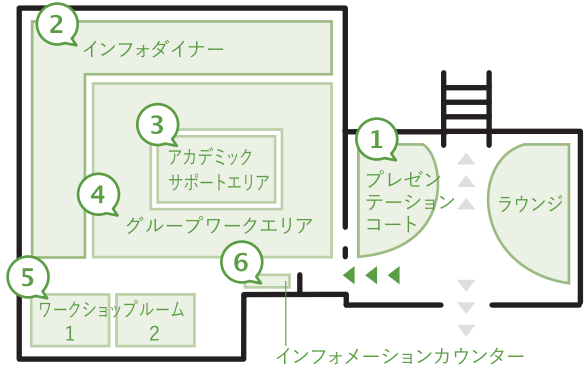 2
インフォダイナー
3
アカデミック
サポートエリア
1
プレゼン
テーション
コート
ラウンジ
4
グループワークエリア
5
6
ワークショップルーム
1
2
インフォメーションカウンター